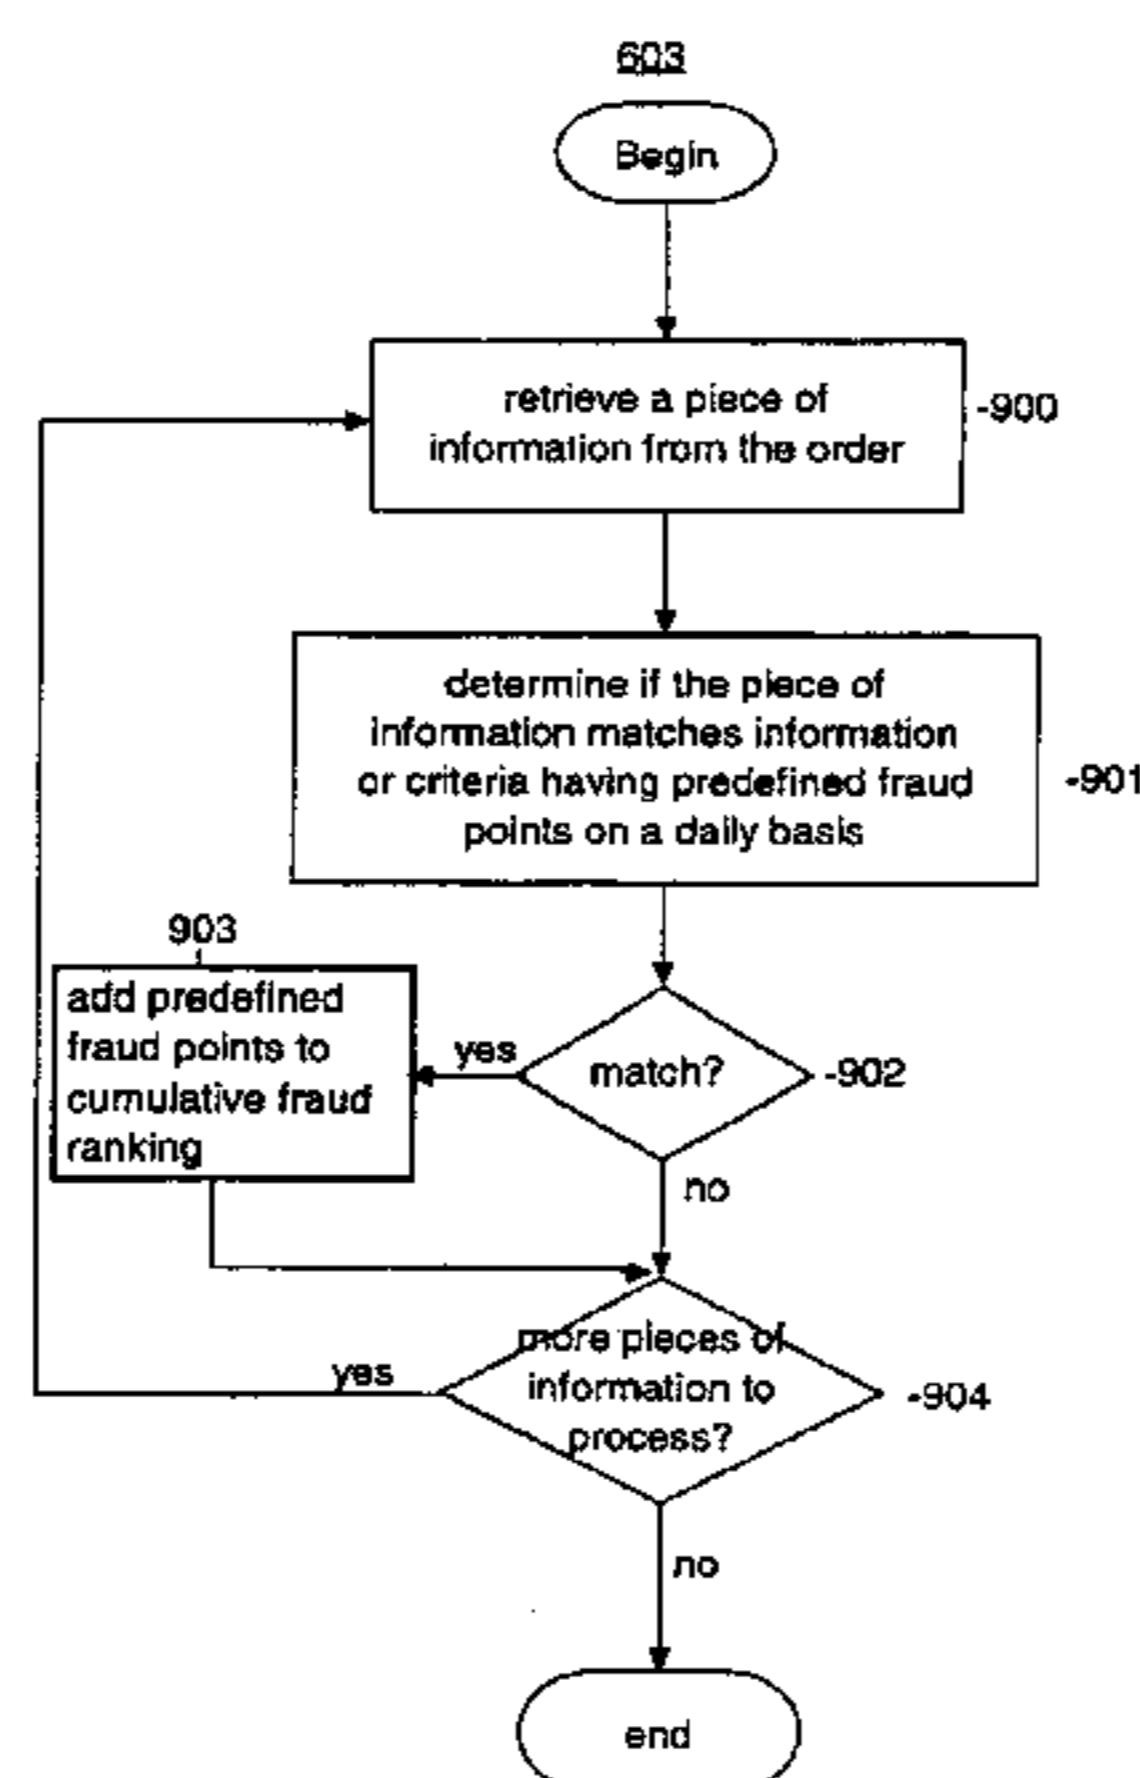 603
Begin
retrieve a piece of
information from the order
-900
determine if the piece of
information matches information
or criteria having predefined fraud
points on a daily basis
-901
903
add predefined
fraud points to
cumulative fraud
ranking
yes
match?
-902
no
more pieces of
information to
process?
yes
-904
no
end